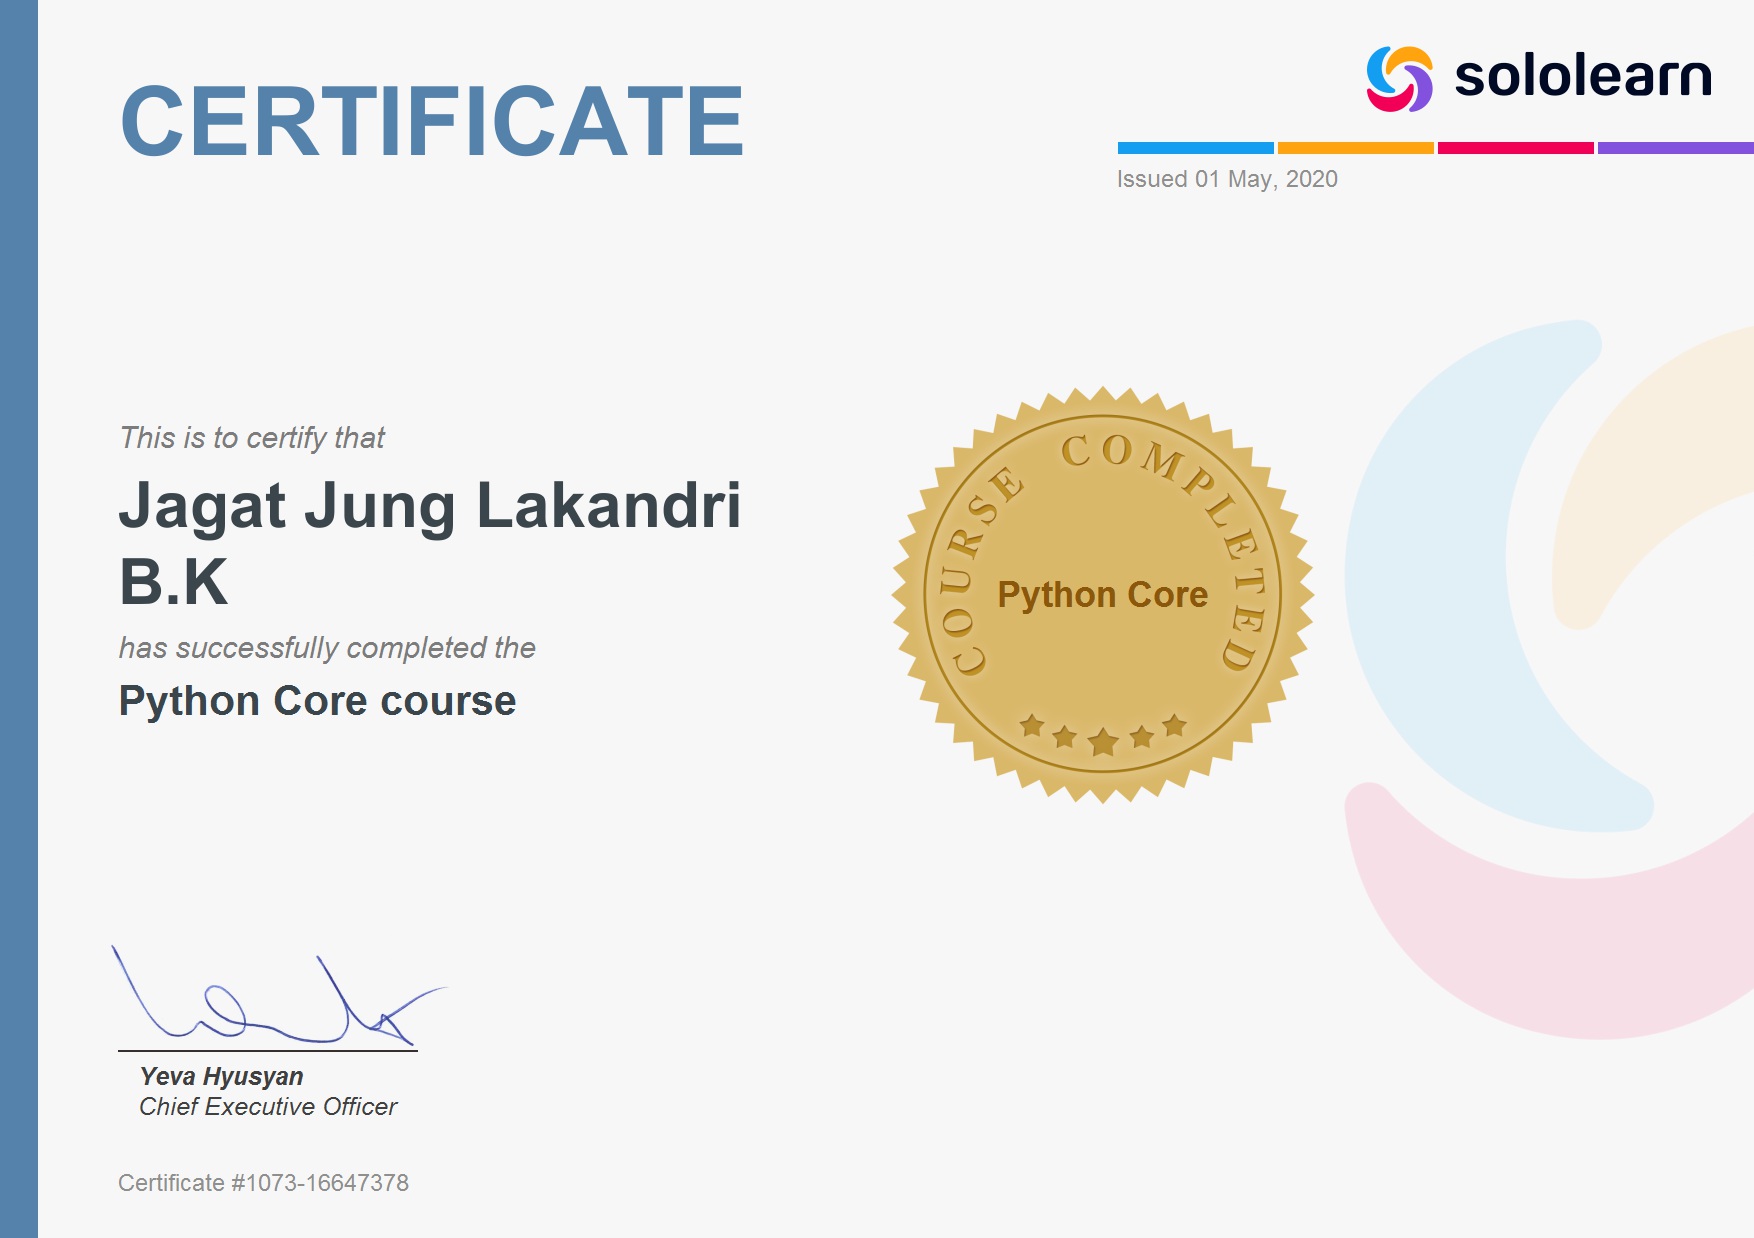 CERTIFICATE
sololearn
Issued 01 May, 2020
This is to certify that
Jagat Jung Lakandri
B.K
has successfully completed the
Python Core course
COURSE COMPLETED
Python Core
Yeva Hyusyan
Chief Executive Officer
Certificate #1073-16647378